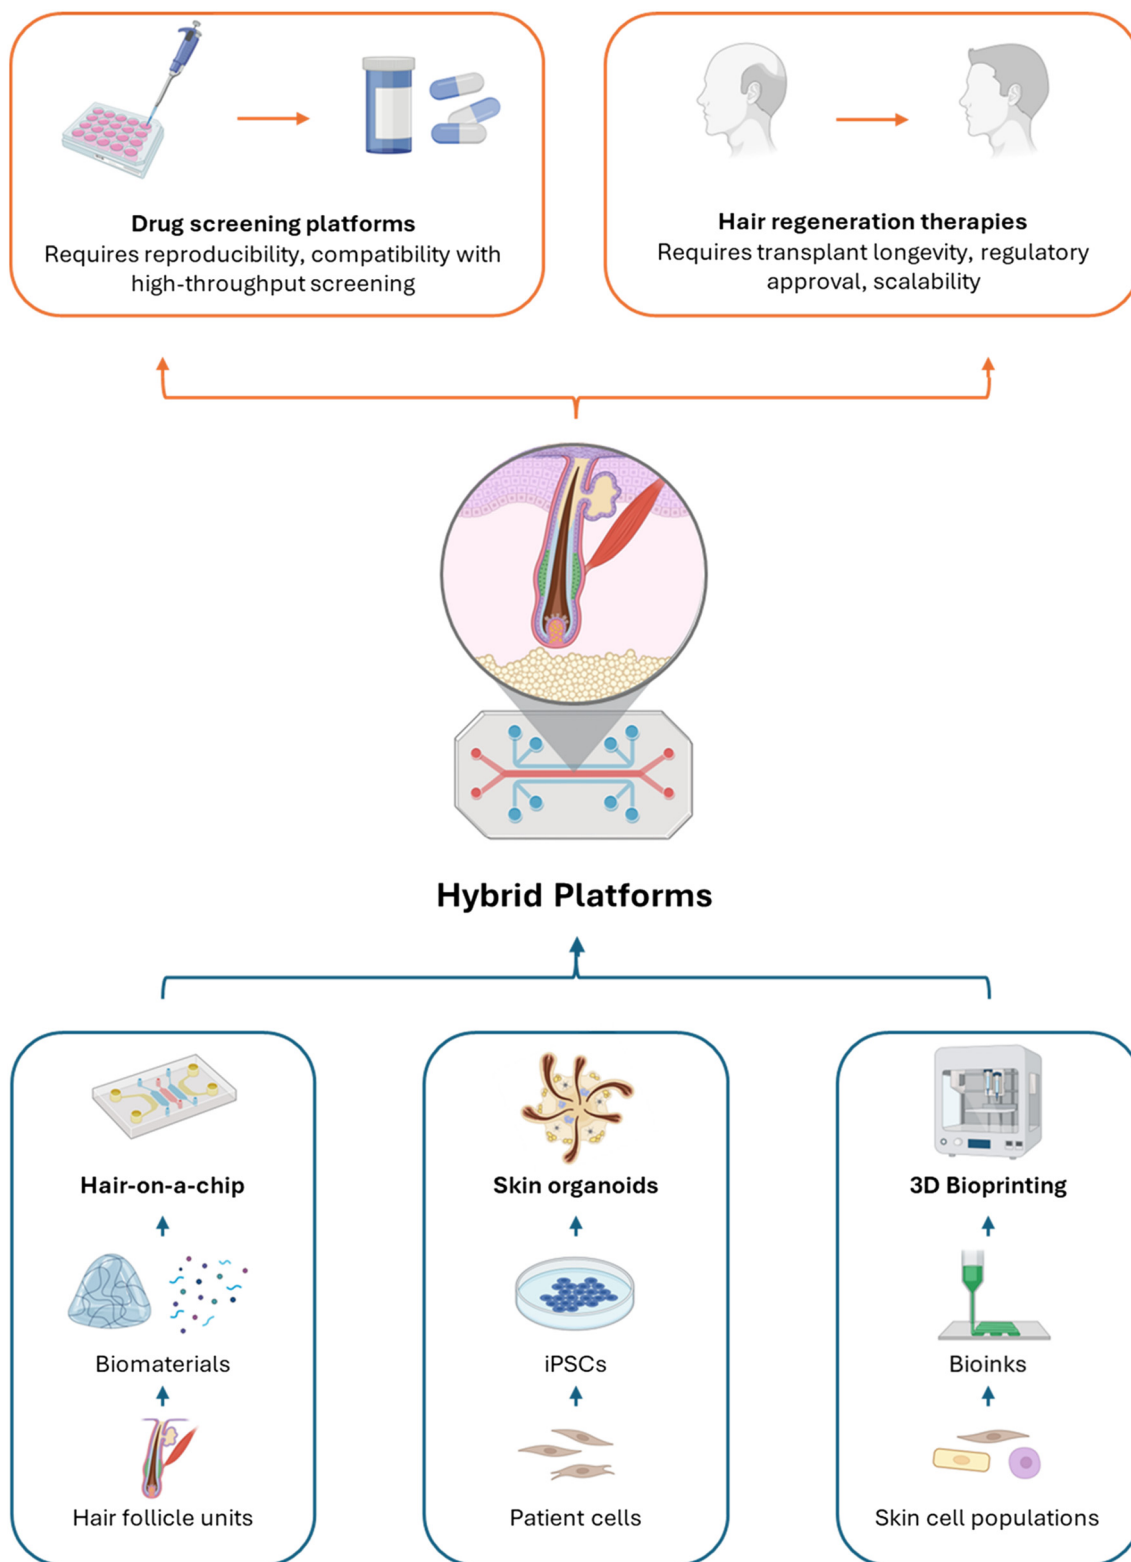 Drug screening platforms
Requires reproducibility, compatibility with
high-throughput screening
Hair regeneration therapies
Requires transplant longevity, regulatory
approval, scalability
Hybrid Platforms
Hair-on-a-chip
Biomaterials
Hair follicle units
Skin organoids
iPSCs
Patient cells
3D Bioprinting
Bioinks
Skin cell populations